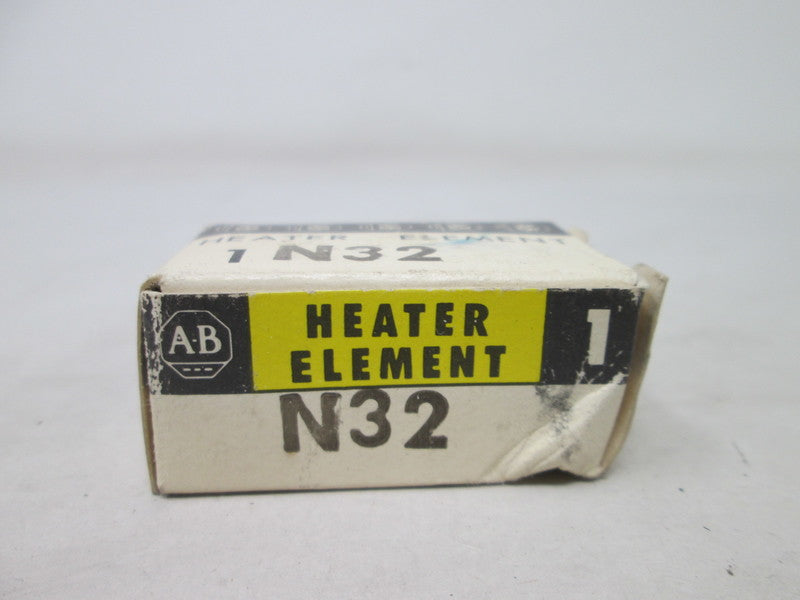 HEATER ELEMENT
1 N32
A-B
HEATER
ELEMENT
1
N32